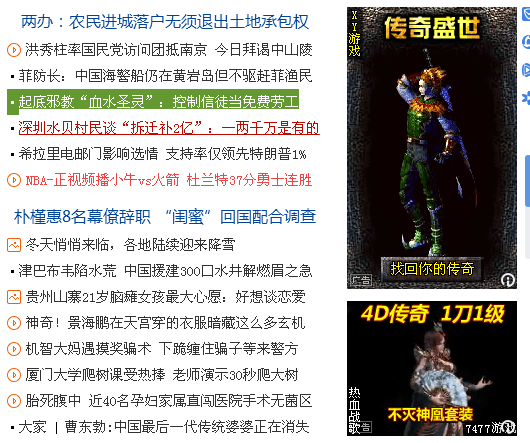 两办：农民进城落户无须退出土地承包权
洪秀柱率国民党访问团抵南京 今日拜谒中山陵
菲防长：中国海警船仍在黄岩岛但不驱赶菲渔民
起底邪教“血水圣灵”：控制信徒当免费劳工
深圳水贝村民谈“拆迁补2亿”：一两千万是有的
希拉里电邮门影响选情 支持率仅领先特朗普1%
NBA-正视频播小牛vs火箭 杜兰特37分勇士连胜
朴槿惠8名幕僚辞职 “闺蜜”回国配合调查
冬天悄悄来临，各地陆续迎来降雪
津巴布韦陷水荒 中国援建300口水井解燃眉之急
贵州山寨21岁脑瘫女孩最大心愿：好想谈恋爱
神奇！景海鹏在天宫穿的衣服暗藏这么多玄机
机智大妈遇摸奖骗术 下跪缠住骗子等来警方
厦门大学爬树课受热捧 老师演示30秒爬大树
胎死腹中 近40名孕妇家属直闯医院手术无菌区
大家 | 曹东勃:中国最后一代传统婆婆正在消失
XY游戏
传奇盛世
找回你的传奇
广告
4D传奇 1刀1级
热血战歌
不灭神凰套装
广告
7477游戏